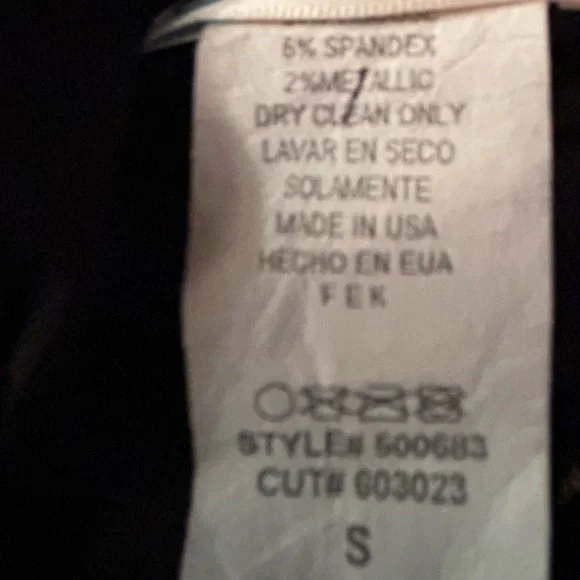 6% SPANDEX
2% METALLIC
DRY CLEAN ONLY
LAVAR EN SECO
SOLAMENTE
MADE IN USA
HECHO EN EUA
F E K
STYLE# 600683
CUT# 603023
S